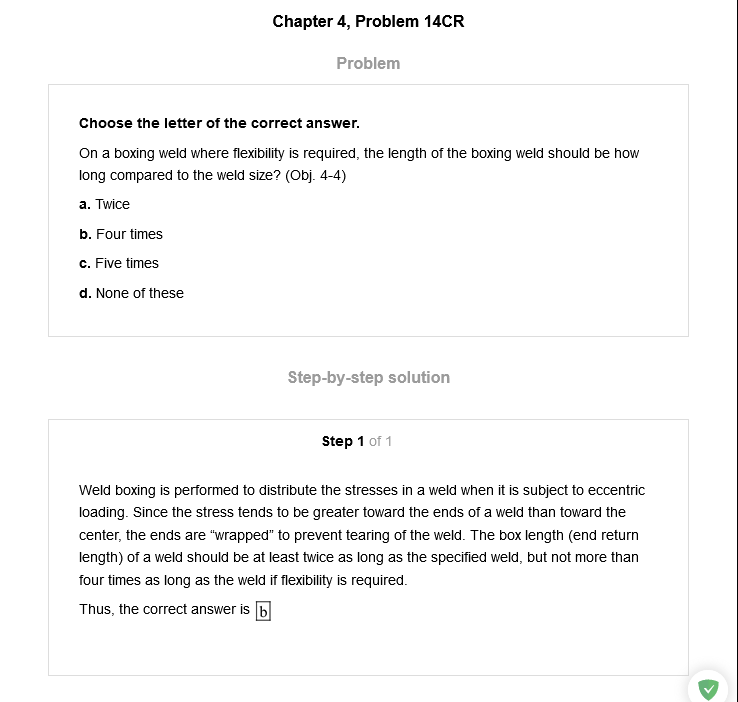 Chapter 4, Problem 14CR
Problem
Choose the letter of the correct answer.
On a boxing weld where flexibility is required, the length of the boxing weld should be how
long compared to the weld size? (Obj. 4-4)
a. Twice
b. Four times
c. Five times
d. None of these
Step-by-step solution
Step 1 of 1
Weld boxing is performed to distribute the stresses in a weld when it is subject to eccentric
loading. Since the stress tends to be greater toward the ends of a weld than toward the
center, the ends are “wrapped” to prevent tearing of the weld. The box length (end return
length) of a weld should be at least twice as long as the specified weld, but not more than
four times as long as the weld if flexibility is required.
Thus, the correct answer is b